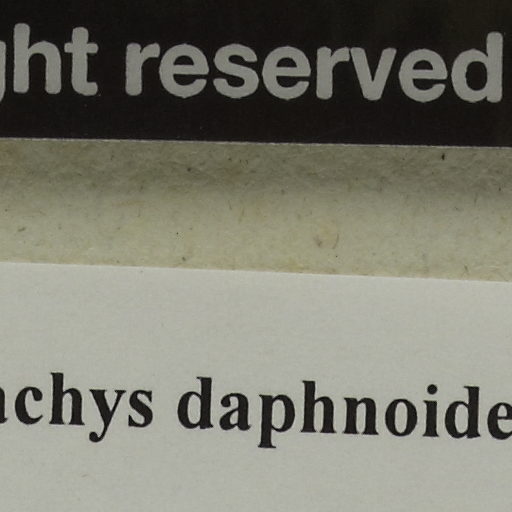 ght reserved
achys daphnoide